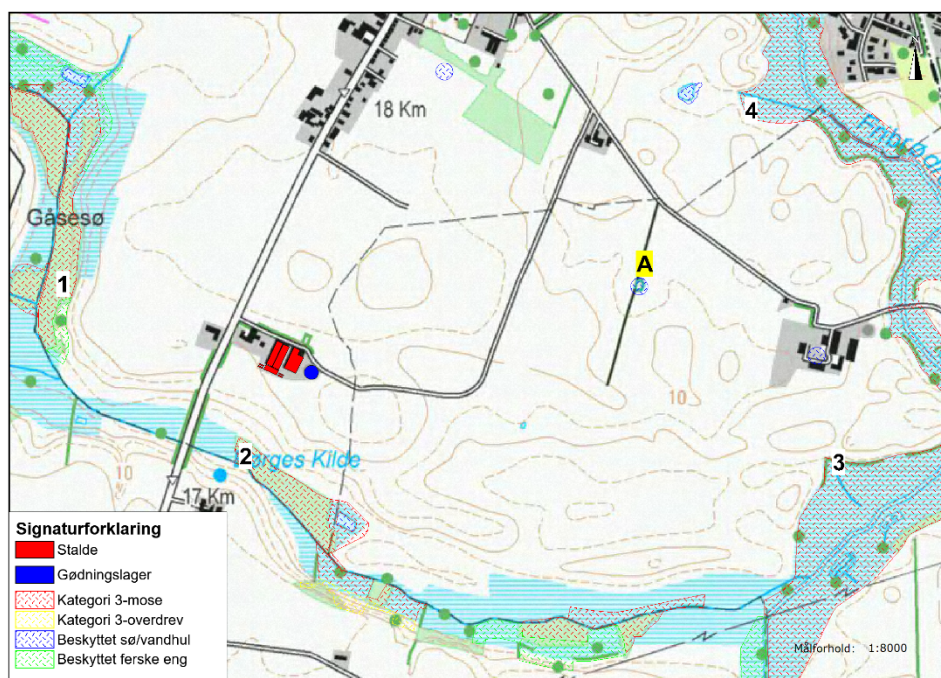 4
18 Km
Fribrødr
Gåsesø
A
1
10
2
Kilde
3
10
17 Km
Signaturforklaring
Stalde
Gødningslager
Kategori 3-mose
Kategori 3-overdrev
Beskyttet sø/vandhul
Beskyttet ferske eng
Målforhold: 1:8000